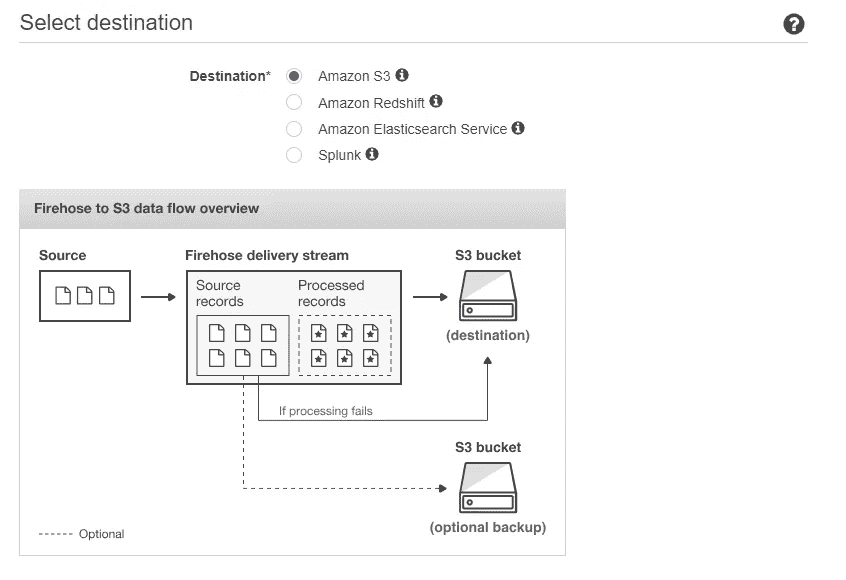 Select destination
Destination*
Amazon S3
Amazon Redshift
Amazon Elasticsearch Service
Splunk
Firehose to S3 data flow overview
Source
Firehose delivery stream
S3 bucket
Source
records
Processed
records
(destination)
If processing fails
S3 bucket
(optional backup)
Optional